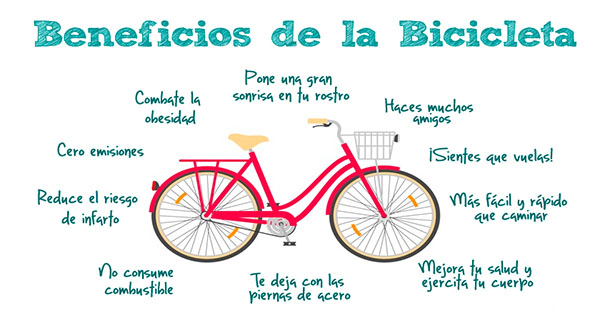 Beneficios de la Bicicleta
Pone una gran
sonrisa en tu rostro
Combate la
obesidad
Haces muchos
amigos
Cero emisiones
¡Sientes que vuelas!
Reduce el riesgo
de infarto
Más fácil y rápido
que caminar
No consume
combustible
Te deja con las
piernas de acero
Mejora tu salud y
ejercita tu cuerpo